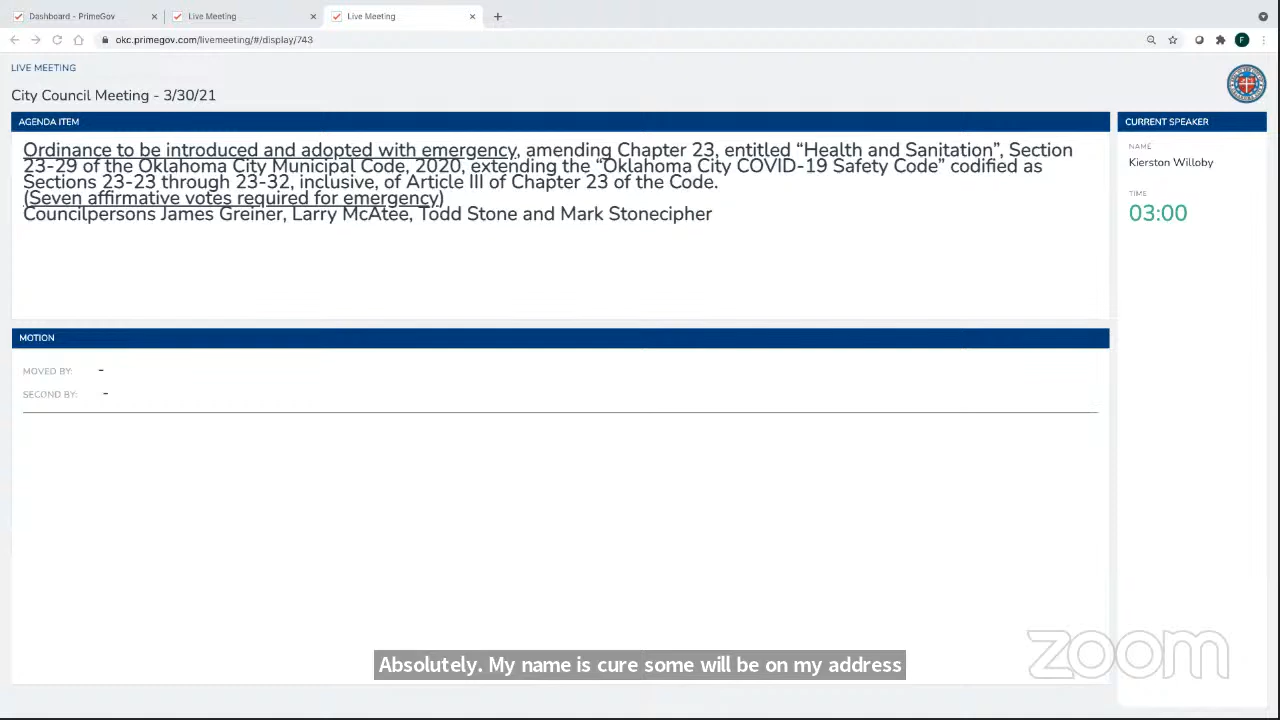 Dashboard - PrimeGov
Live Meeting
Live Meeting
okc.primegov.com/livemeeting/#/display/743
F
LIVE MEETING
City Council Meeting - 3/30/21
AGENDA ITEM
Ordinance to be introduced and adopted with emergency, amending Chapter 23, entitled “Health and Sanitation”, Section
23-29 of the Oklahoma City Municipal Code, 2020, extending the “Oklahoma City COVID-19 Safety Code” codified as
Sections 23-23 through 23-32, inclusive, of Article III of Chapter 23 of the Code.
(Seven affirmative votes required for emergency)
Councilpersons James Greiner, Larry McAtee, Todd Stone and Mark Stonecipher
CURRENT SPEAKER
NAME
Kierston Willoby
TIME
03:00
MOTION
MOVED BY: -
SECOND BY: -
Absolutely. My name is cure some will be on my address
zoom